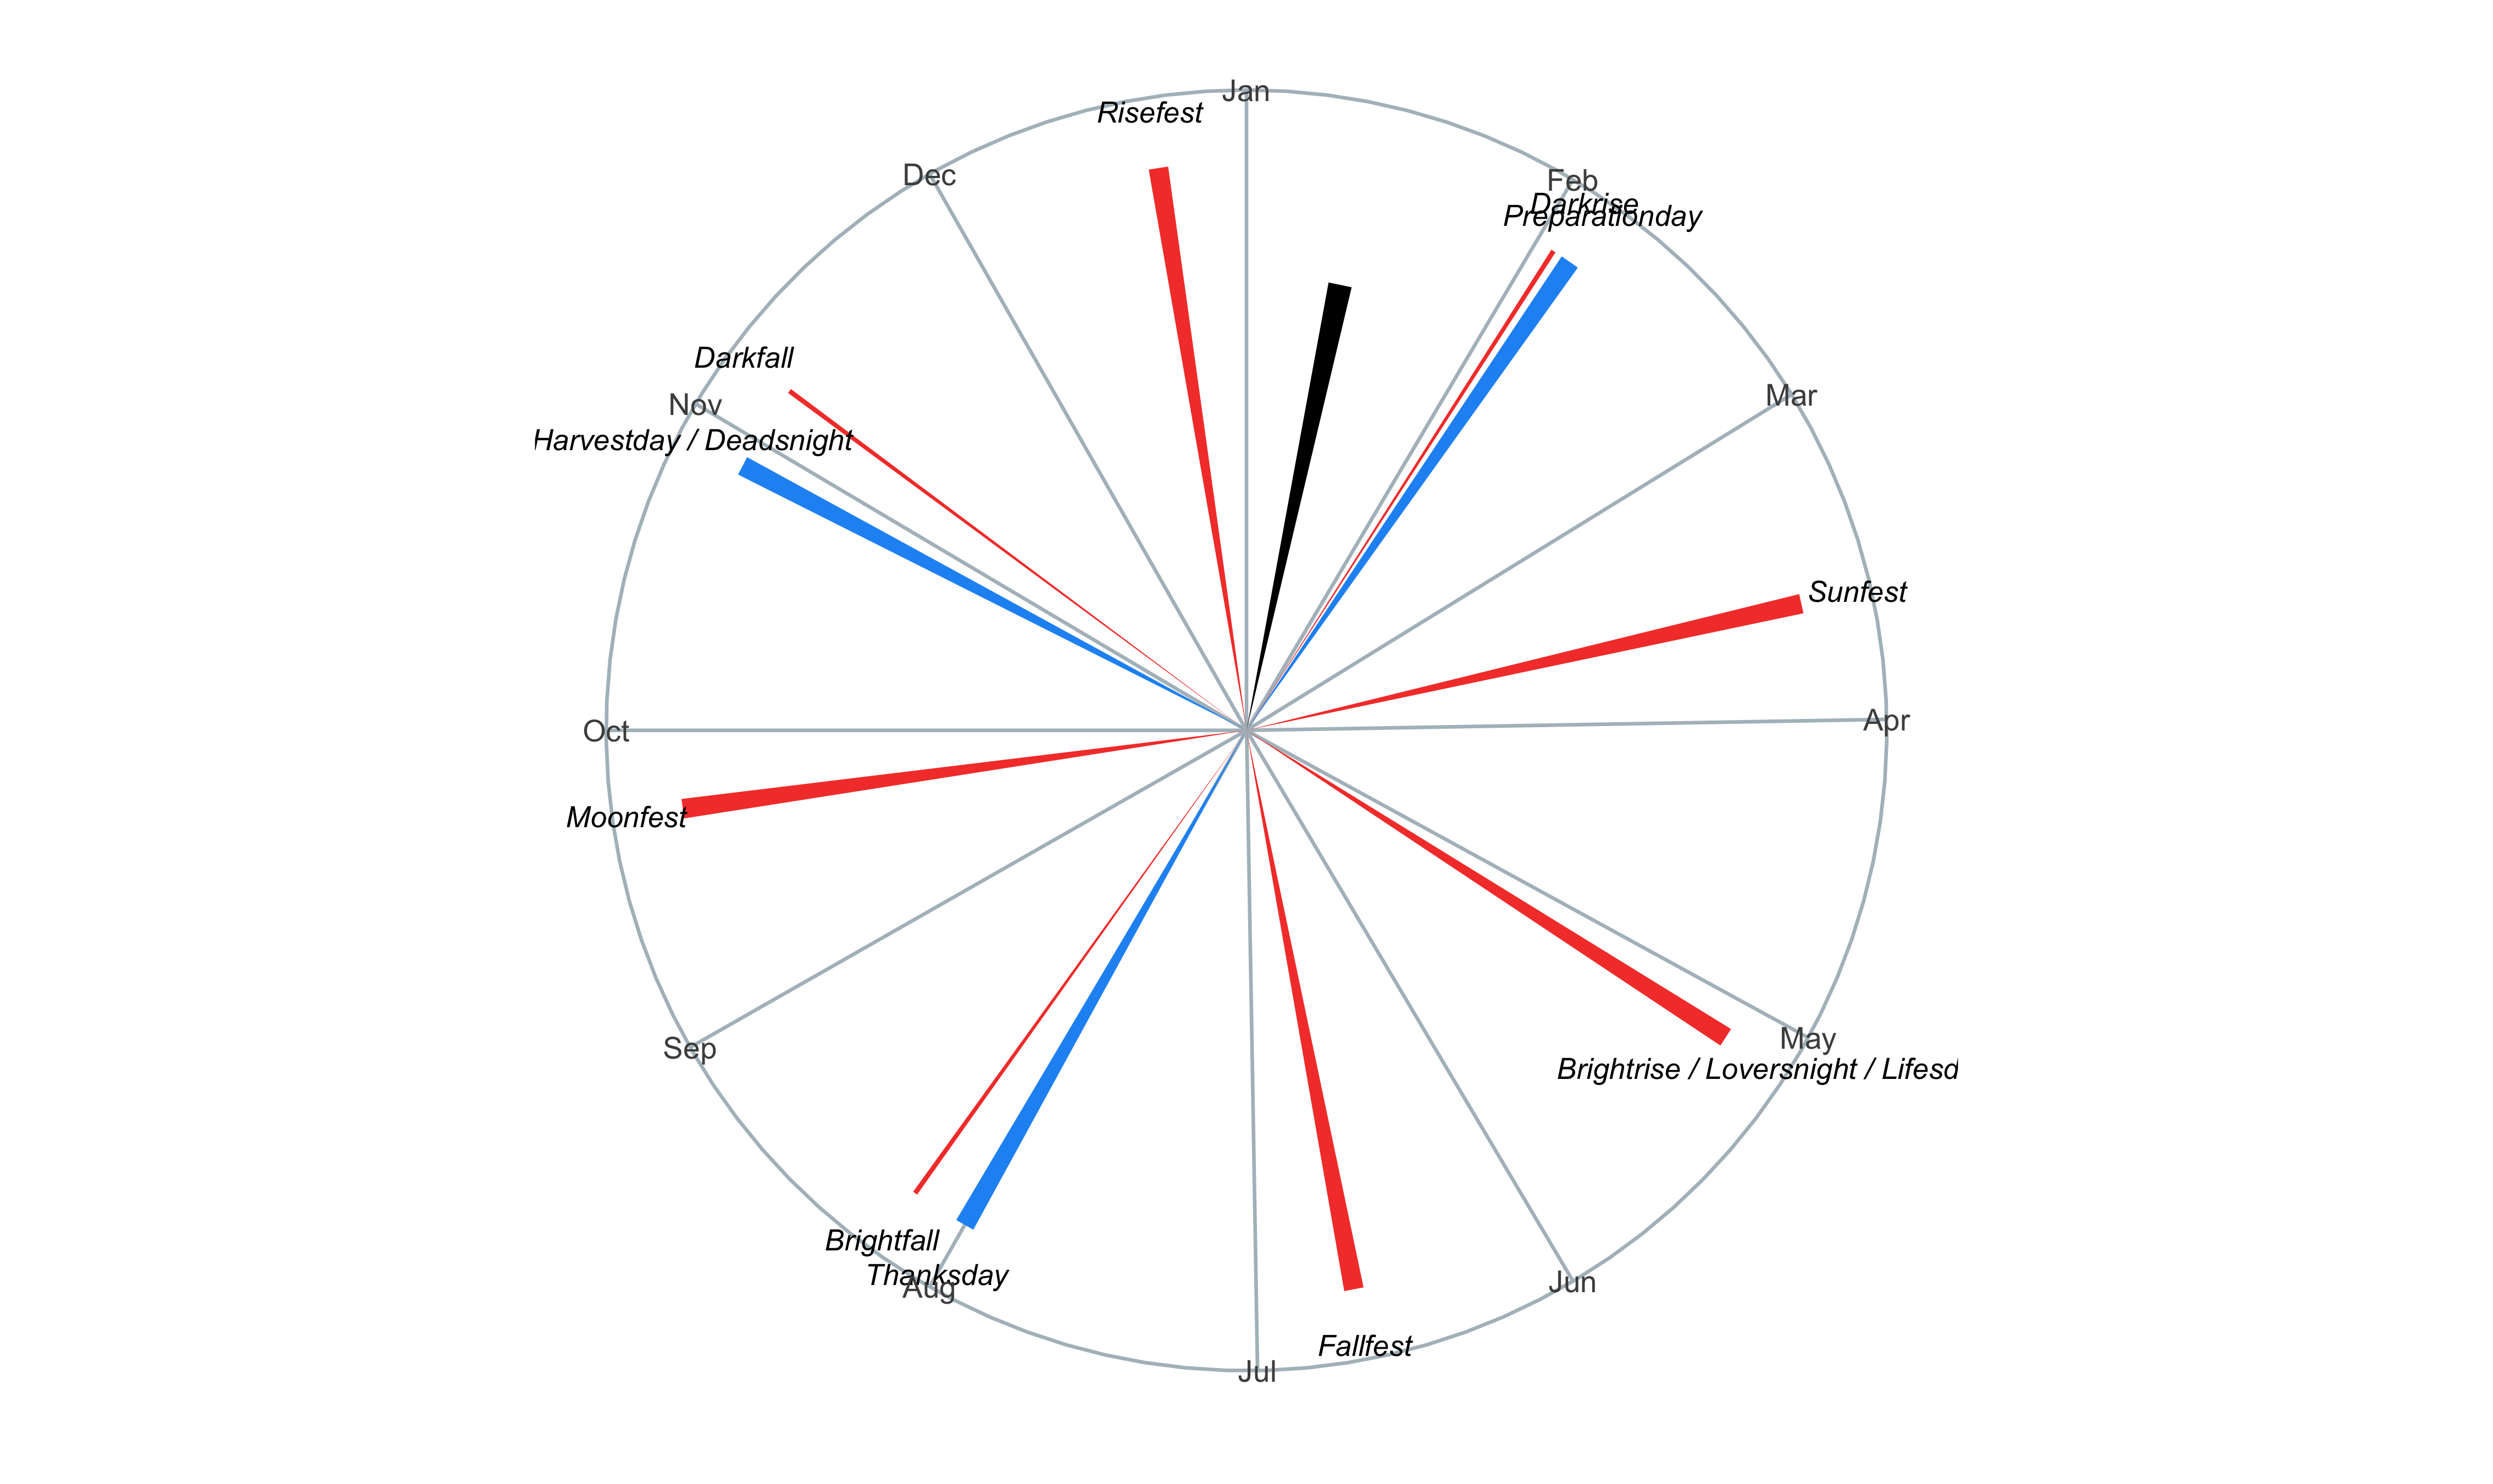 Jan
Risefest
Dec
Feb
Darkrise
Preparationday
Darkfall
Mar
Nov
Harvestday / Deadsnight
Sunfest
Apr
Oct
Moonfest
May
Sep
Brightrise / Loversnight / Lifesd
Brightfall
Thanksday
Aug
Jun
Fallfest
Jul